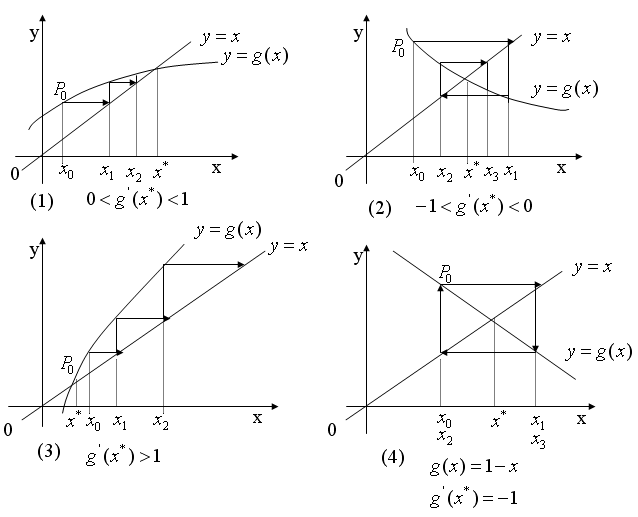 y
y = x
y = g(x)
P₀
0
x₀ x₁ x₂ x* x
(1) 0 < g'(x*) < 1
y
y = x
P₀
y = g(x)
0
x₀ x₂ x* x₃ x₁ x
(2) −1 < g'(x*) < 0
y = g(x)
y
y = x
P₀
0
x* x₀ x₁ x₂ x
(3) g'(x*) > 1
y
P₀
y = x
y = g(x)
0
x₀ x* x₁ x
x₂ x₃
(4) g(x) = 1 − x
g'(x*) = −1